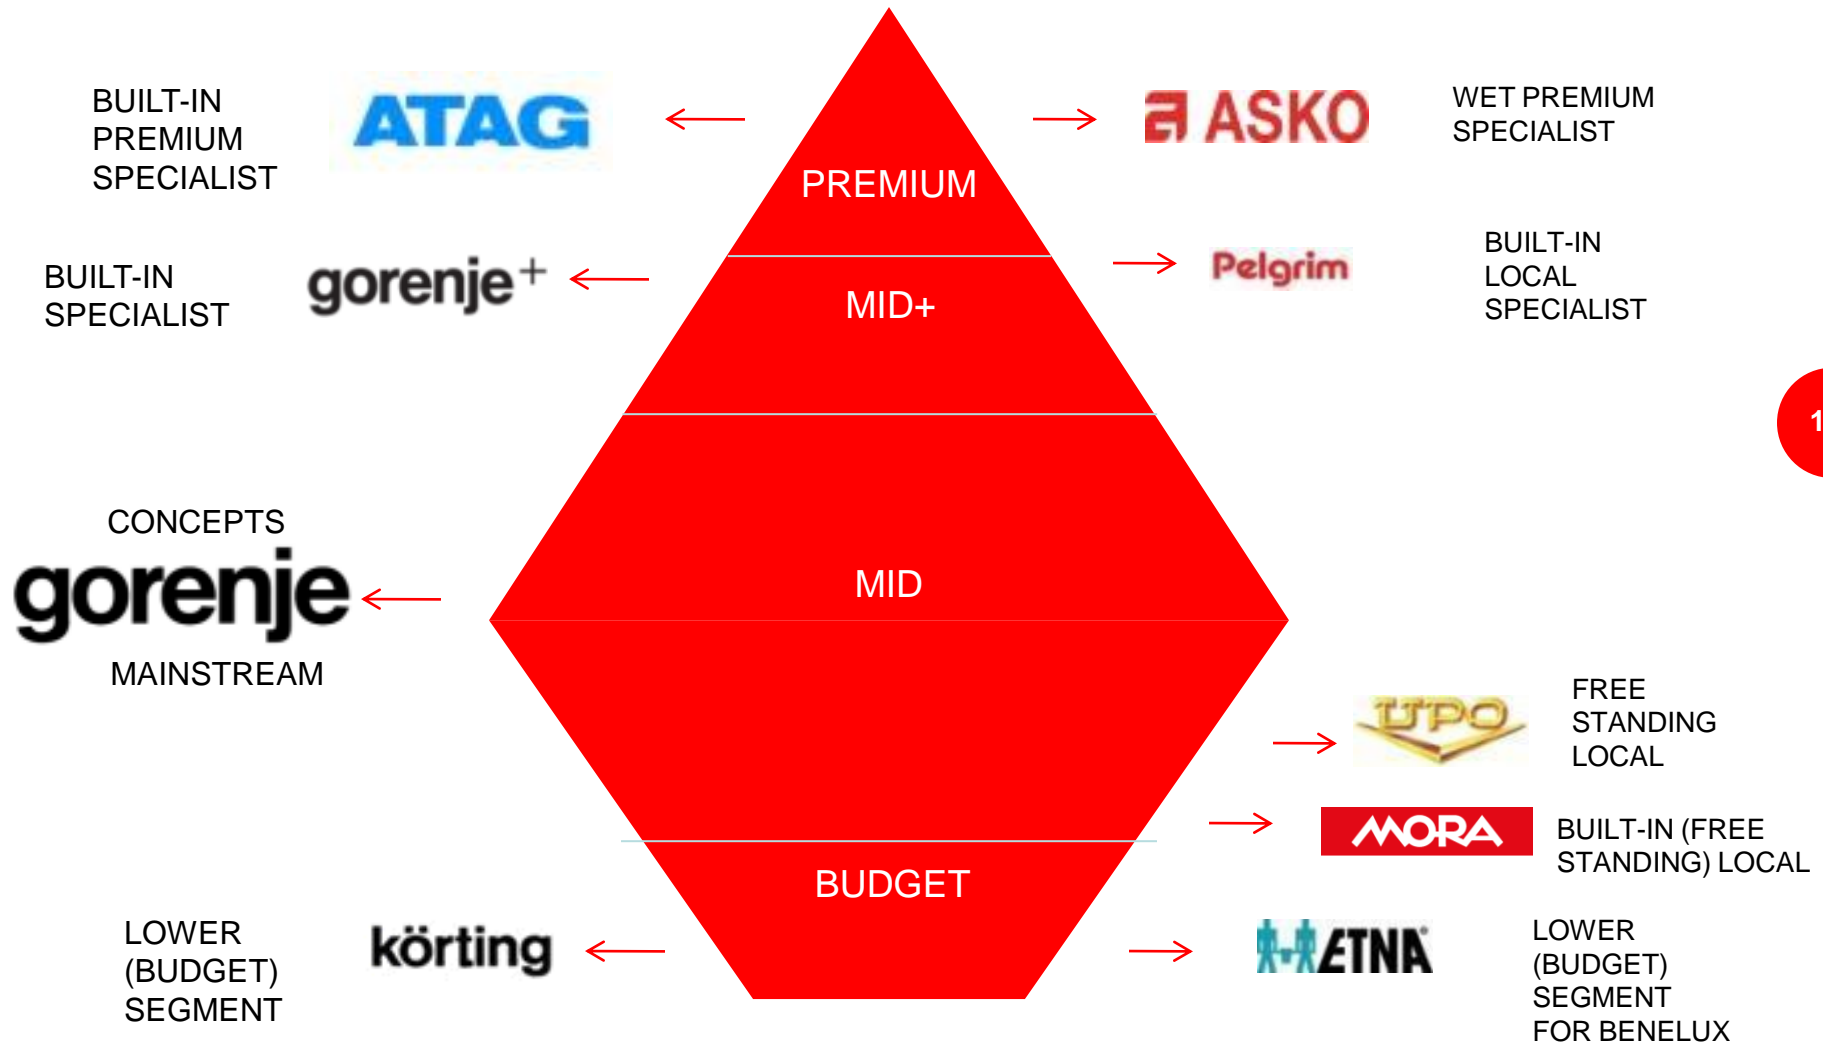 BUILT-IN
PREMIUM
SPECIALIST
ATAG
PREMIUM
ASKO
WET PREMIUM
SPECIALIST
BUILT-IN
SPECIALIST
gorenje+
MID+
Pelgrim
BUILT-IN
LOCAL
SPECIALIST
1
CONCEPTS
gorenje
MAINSTREAM
MID
UPO
FREE
STANDING
LOCAL
MORA
BUILT-IN (FREE
STANDING) LOCAL
BUDGET
LOWER
(BUDGET)
SEGMENT
körting
ETNA®
LOWER
(BUDGET)
SEGMENT
FOR BENELUX